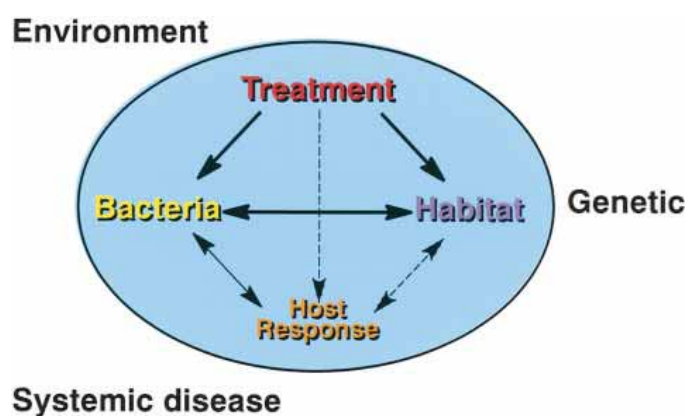 Environment
Treatment
Bacteria
Habitat
Genetic
Host
Response
Systemic disease